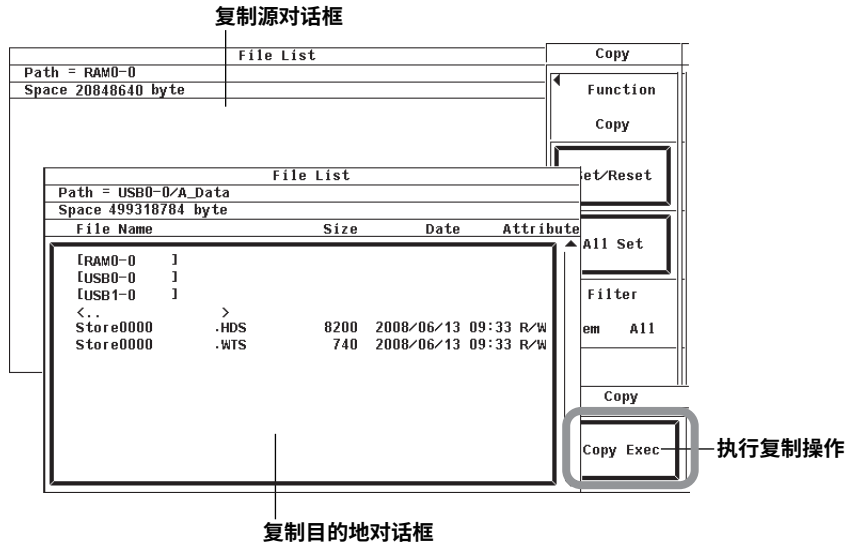 复制源对话框
File List
Copy
Path = RAM0-0
Space 20848640 byte
Function
Copy
et/Reset
File List
Path = USB0-0/A_Data
Space 499318784 byte
File Name Size Date Attribute
All Set
[RAM0-0 ]
[USB0-0 ]
[USB1-0 ]
Filter
<.. >
Store0000 .HDS 8200 2008/06/13 09:33 R/W
em All
Store0000 .WTS 740 2008/06/13 09:33 R/W
Copy
Copy Exec
执行复制操作
复制目的地对话框